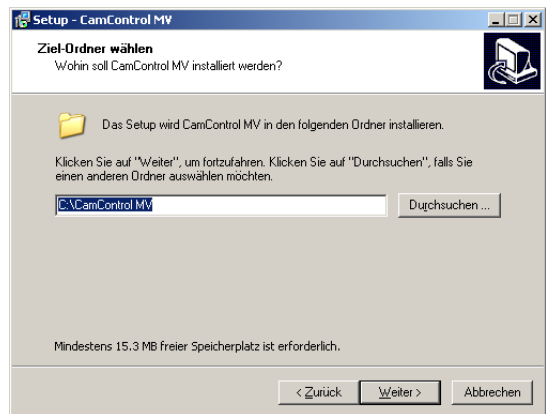 Setup - CamControl MV
Ziel-Ordner wählen
Wohin soll CamControl MV installiert werden?
Das Setup wird CamControl MV in den folgenden Ordner installieren.
Klicken Sie auf "Weiter", um fortzufahren. Klicken Sie auf "Durchsuchen", falls Sie
einen anderen Ordner auswählen möchten.
C:\CamControl MV
Durchsuchen ...
Mindestens 15.3 MB freier Speicherplatz ist erforderlich.
< Zurück
Weiter >
Abbrechen